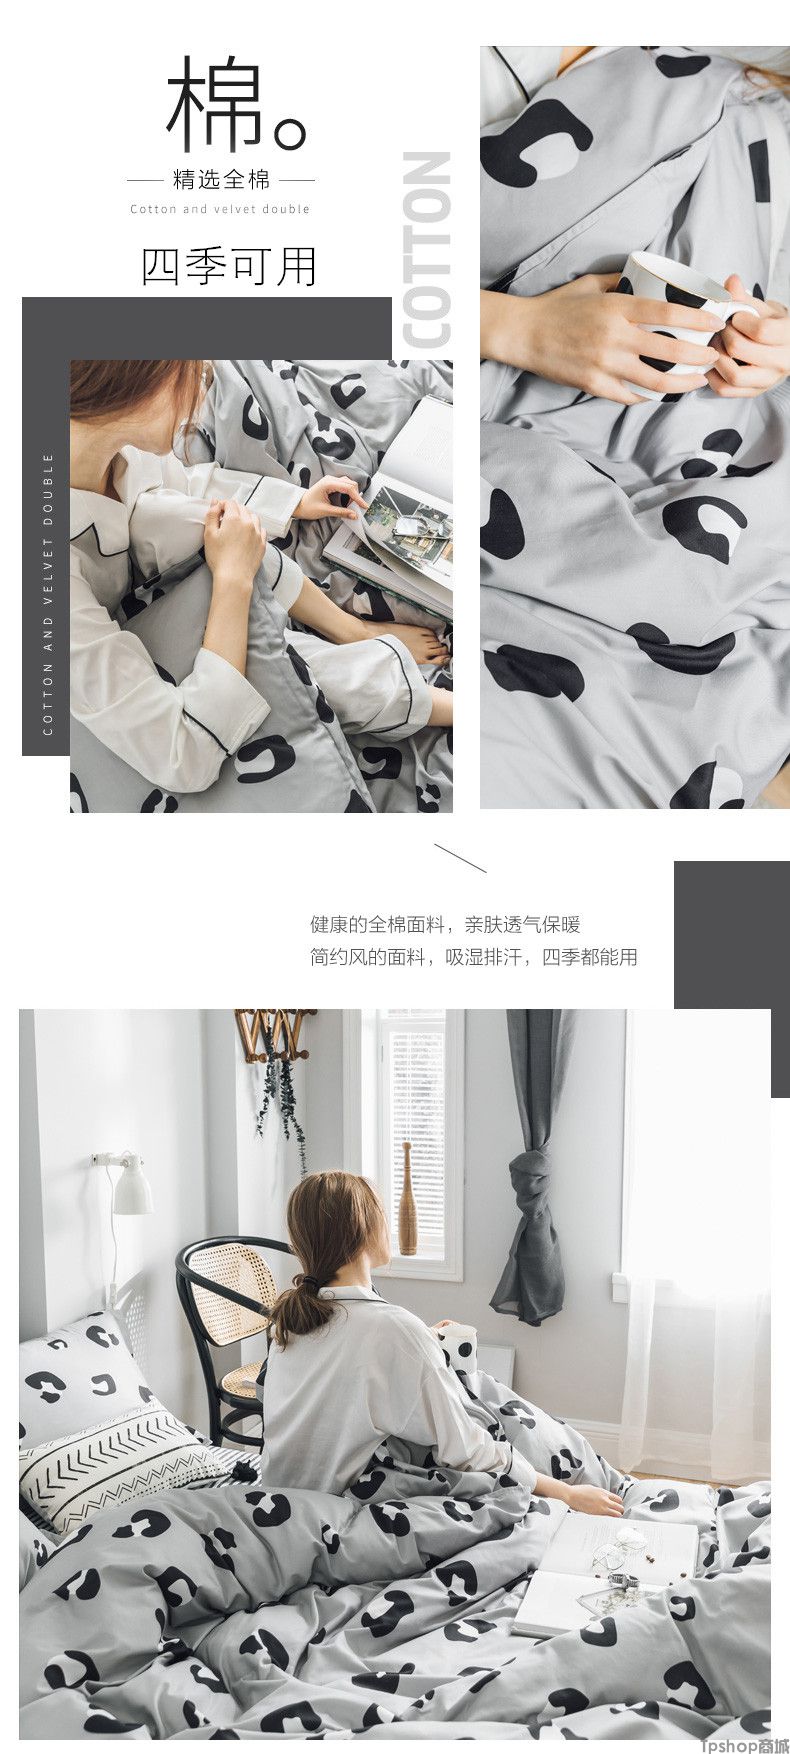 棉。
精选全棉
Cotton and velvet double
四季可用
COTTON
COTTON AND VELVET DOUBLE
健康的全棉面料，亲肤透气保暖
简约风的面料，吸湿排汗，四季都能用
Tpshop商城